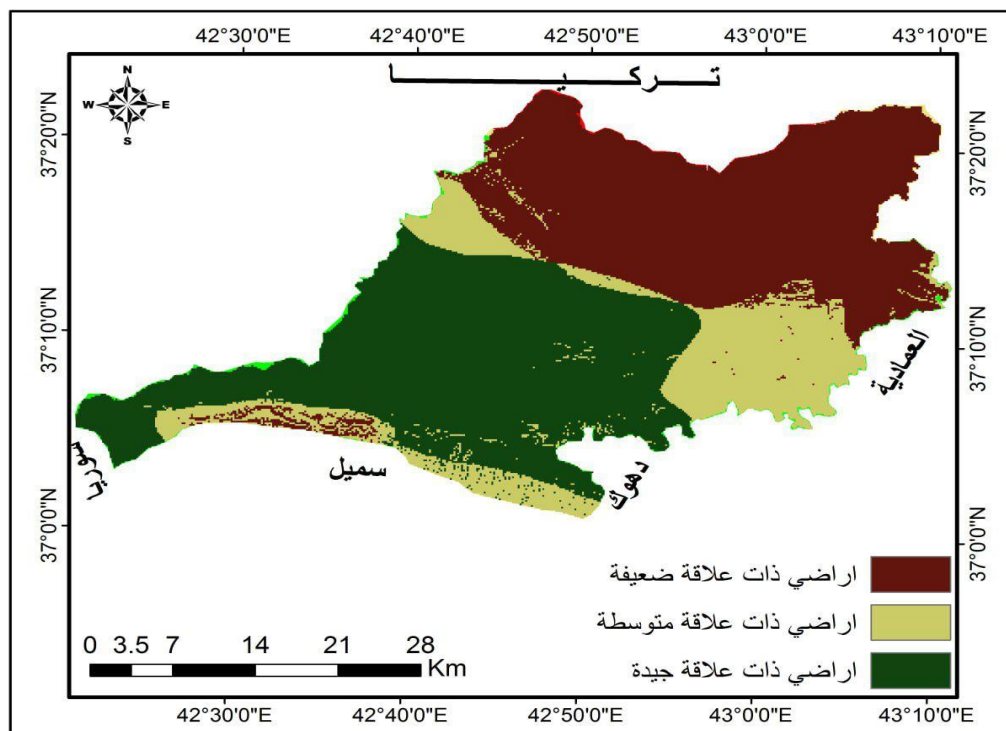 42°30'0"E 42°40'0"E 42°50'0"E 43°0'0"E 43°10'0"E
تـــركـــيـــــا
N
W E
S
37°20'0"N
37°20'0"N
37°10'0"N
37°10'0"N
العمادية
سوريا
سميل
دهوك
37°0'0"N
37°0'0"N
اراضي ذات علاقة ضعيفة
اراضي ذات علاقة متوسطة
اراضي ذات علاقة جيدة
0 3.5 7 14 21 28
Km
42°30'0"E 42°40'0"E 42°50'0"E 43°0'0"E 43°10'0"E